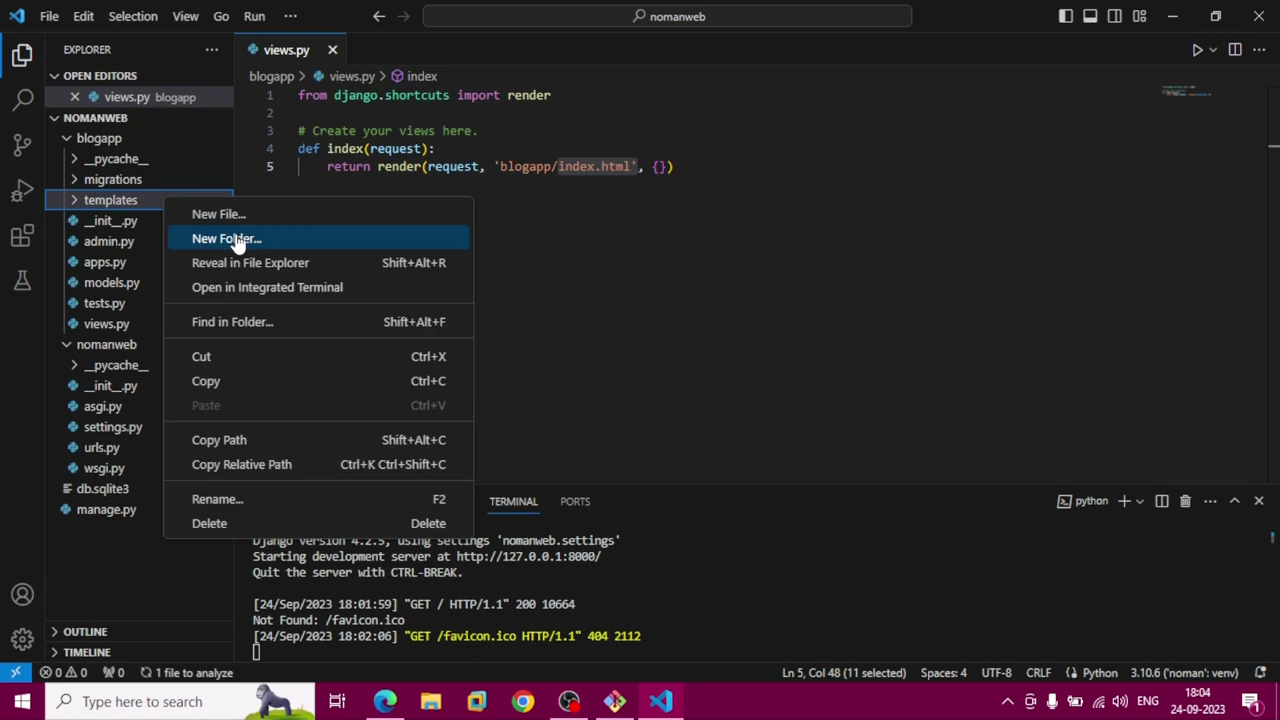 File Edit Selection View Go Run ··· nomanweb
EXPLORER ···
views.py
OPEN EDITORS
views.py blogapp
blogapp > views.py > index
NOMANWEB
blogapp
__pycache__
migrations
templates
__init__.py
admin.py
apps.py
models.py
tests.py
views.py
nomanweb
__pycache__
__init__.py
asgi.py
settings.py
urls.py
wsgi.py
db.sqlite3
manage.py
OUTLINE
TIMELINE
1 from django.shortcuts import render
2
3 # Create your views here.
4 def index(request):
5 return render(request, 'blogapp/index.html', {})
New File...
New Folder...
Reveal in File Explorer Shift+Alt+R
Open in Integrated Terminal
Find in Folder... Shift+Alt+F
Cut Ctrl+X
Copy Ctrl+C
Paste Ctrl+V
Copy Path Shift+Alt+C
Copy Relative Path Ctrl+K Ctrl+Shift+C
Rename... F2
Delete Delete
TERMINAL PORTS python
Django version 4.2.5, using settings 'nomanweb.settings'
Starting development server at http://127.0.0.1:8000/
Quit the server with CTRL-BREAK.
[24/Sep/2023 18:01:59] "GET / HTTP/1.1" 200 10664
Not Found: /favicon.ico
[24/Sep/2023 18:02:06] "GET /favicon.ico HTTP/1.1" 404 2112
0 0 0 1 file to analyze Ln 5, Col 48 (11 selected) Spaces: 4 UTF-8 CRLF Python 3.10.6 ('noman': venv)
Type here to search ENG 18:04
24-09-2023 1